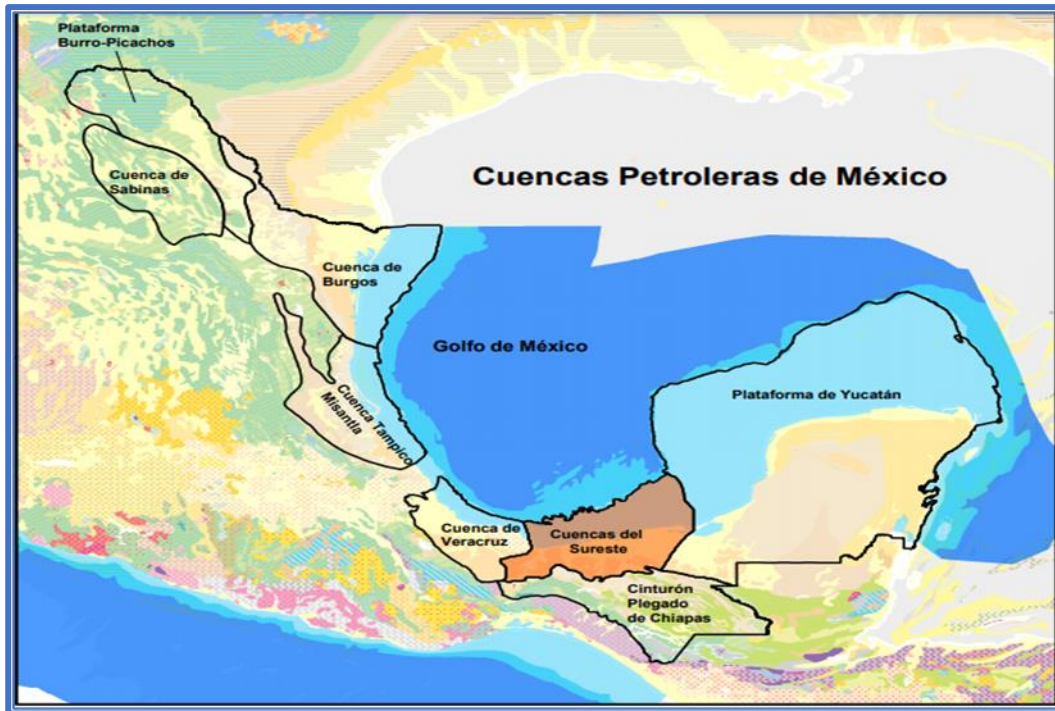 Plataforma
Burro-Picachos
Cuenca de
Sabinas
Cuencas Petroleras de México
Cuenca de
Burgos
Golfo de México
Cuenca Tampico
Misantla
Plataforma de Yucatán
Cuenca de
Veracruz
Cuencas del
Sureste
Cinturón
Plegado
de Chiapas